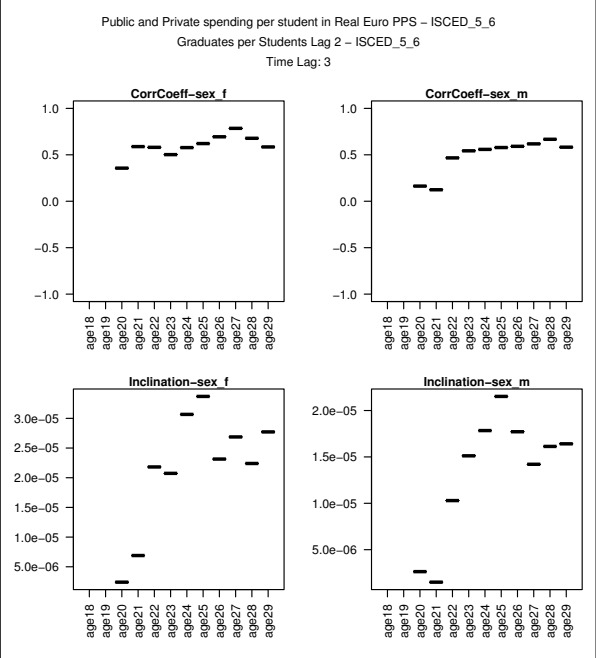 Public and Private spending per student in Real Euro PPS − ISCED_5_6
Graduates per Students Lag 2 − ISCED_5_6
Time Lag: 3
CorrCoeff−sex_f
1.0
0.5
0.0
−0.5
−1.0
age18
age19
age20
age21
age22
age23
age24
age25
age26
age27
age28
age29
CorrCoeff−sex_m
1.0
0.5
0.0
−0.5
−1.0
age18
age19
age20
age21
age22
age23
age24
age25
age26
age27
age28
age29
Inclination−sex_f
3.0e−05
2.5e−05
2.0e−05
1.5e−05
1.0e−05
5.0e−06
age18
age19
age20
age21
age22
age23
age24
age25
age26
age27
age28
age29
Inclination−sex_m
2.0e−05
1.5e−05
1.0e−05
5.0e−06
age18
age19
age20
age21
age22
age23
age24
age25
age26
age27
age28
age29